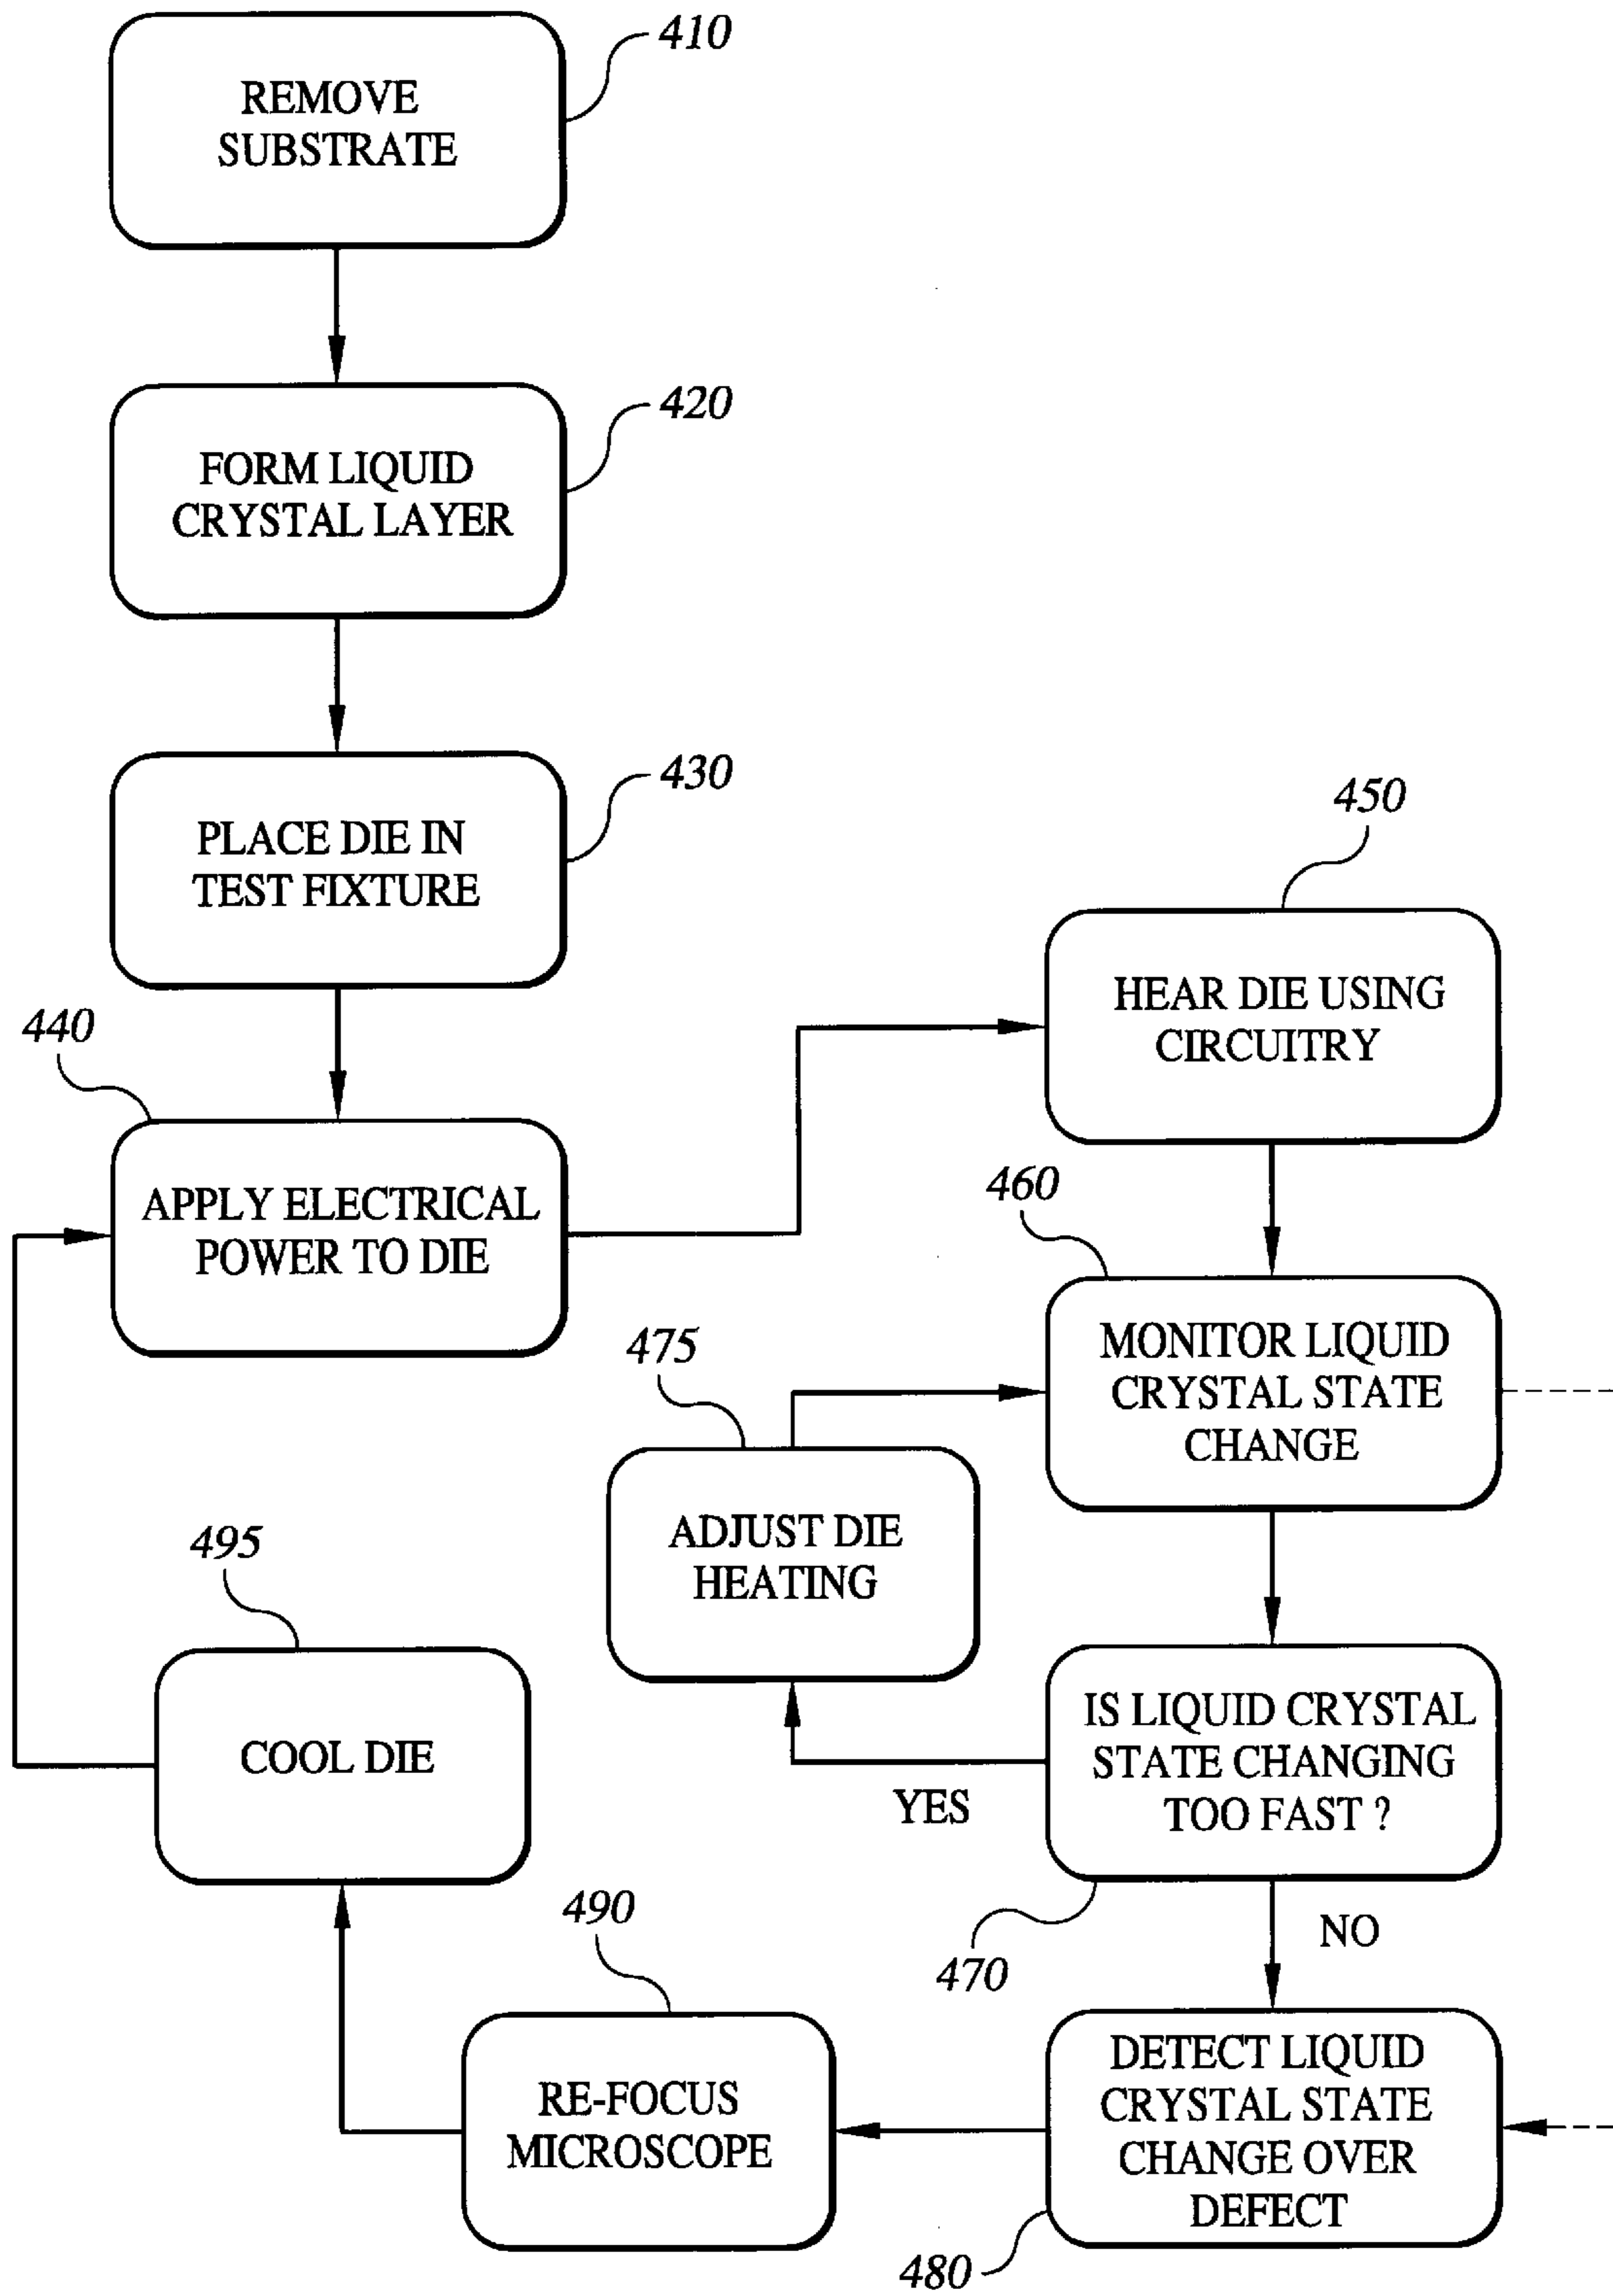 410
REMOVE
SUBSTRATE
420
FORM LIQUID
CRYSTAL LAYER
430
PLACE DIE IN
TEST FIXTURE
440
APPLY ELECTRICAL
POWER TO DIE
450
HEAR DIE USING
CIRCUITRY
460
MONITOR LIQUID
CRYSTAL STATE
CHANGE
475
ADJUST DIE
HEATING
IS LIQUID CRYSTAL
STATE CHANGING
TOO FAST ?
470
YES
NO
DETECT LIQUID
CRYSTAL STATE
CHANGE OVER
DEFECT
480
490
RE-FOCUS
MICROSCOPE
495
COOL DIE